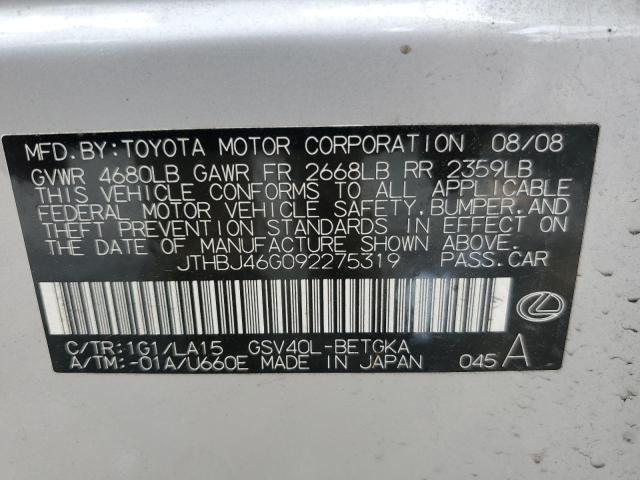 MFD.BY:TOYOTA MOTOR CORPORATION 08/08
GVWR 4680LB GAWR FR 2668LB RR 2359LB
THIS VEHICLE CONFORMS TO ALL APPLICABLE
FEDERAL MOTOR VEHICLE SAFETY,BUMPER,AND
THEFT PREVENTION STANDARDS IN EFFECT ON
THE DATE OF MANUFACTURE SHOWN ABOVE.
JTHBJ46G092275319 PASS.CAR
C/TR:1G1/LA15 GSV40L-BETGKA
A/TM:-01A/U660E MADE IN JAPAN 045 A